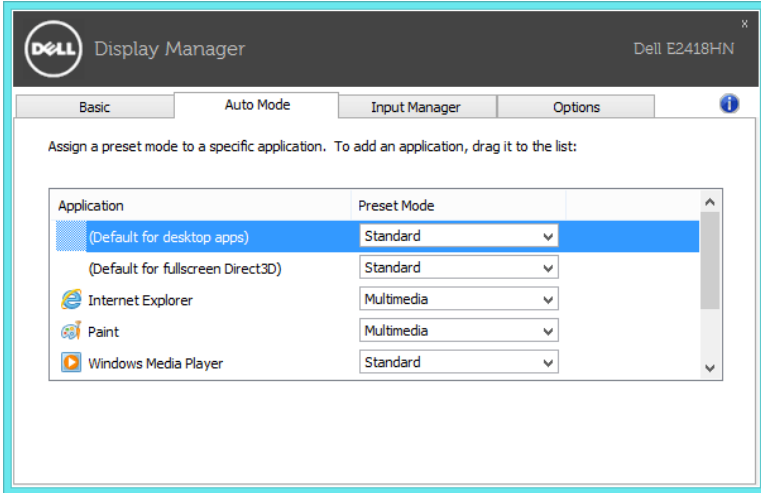 x
DELL Display Manager Dell E2418HN
Basic Auto Mode Input Manager Options
Assign a preset mode to a specific application. To add an application, drag it to the list:
Application Preset Mode
(Default for desktop apps) Standard
(Default for fullscreen Direct3D) Standard
Internet Explorer Multimedia
Paint Multimedia
Windows Media Player Standard